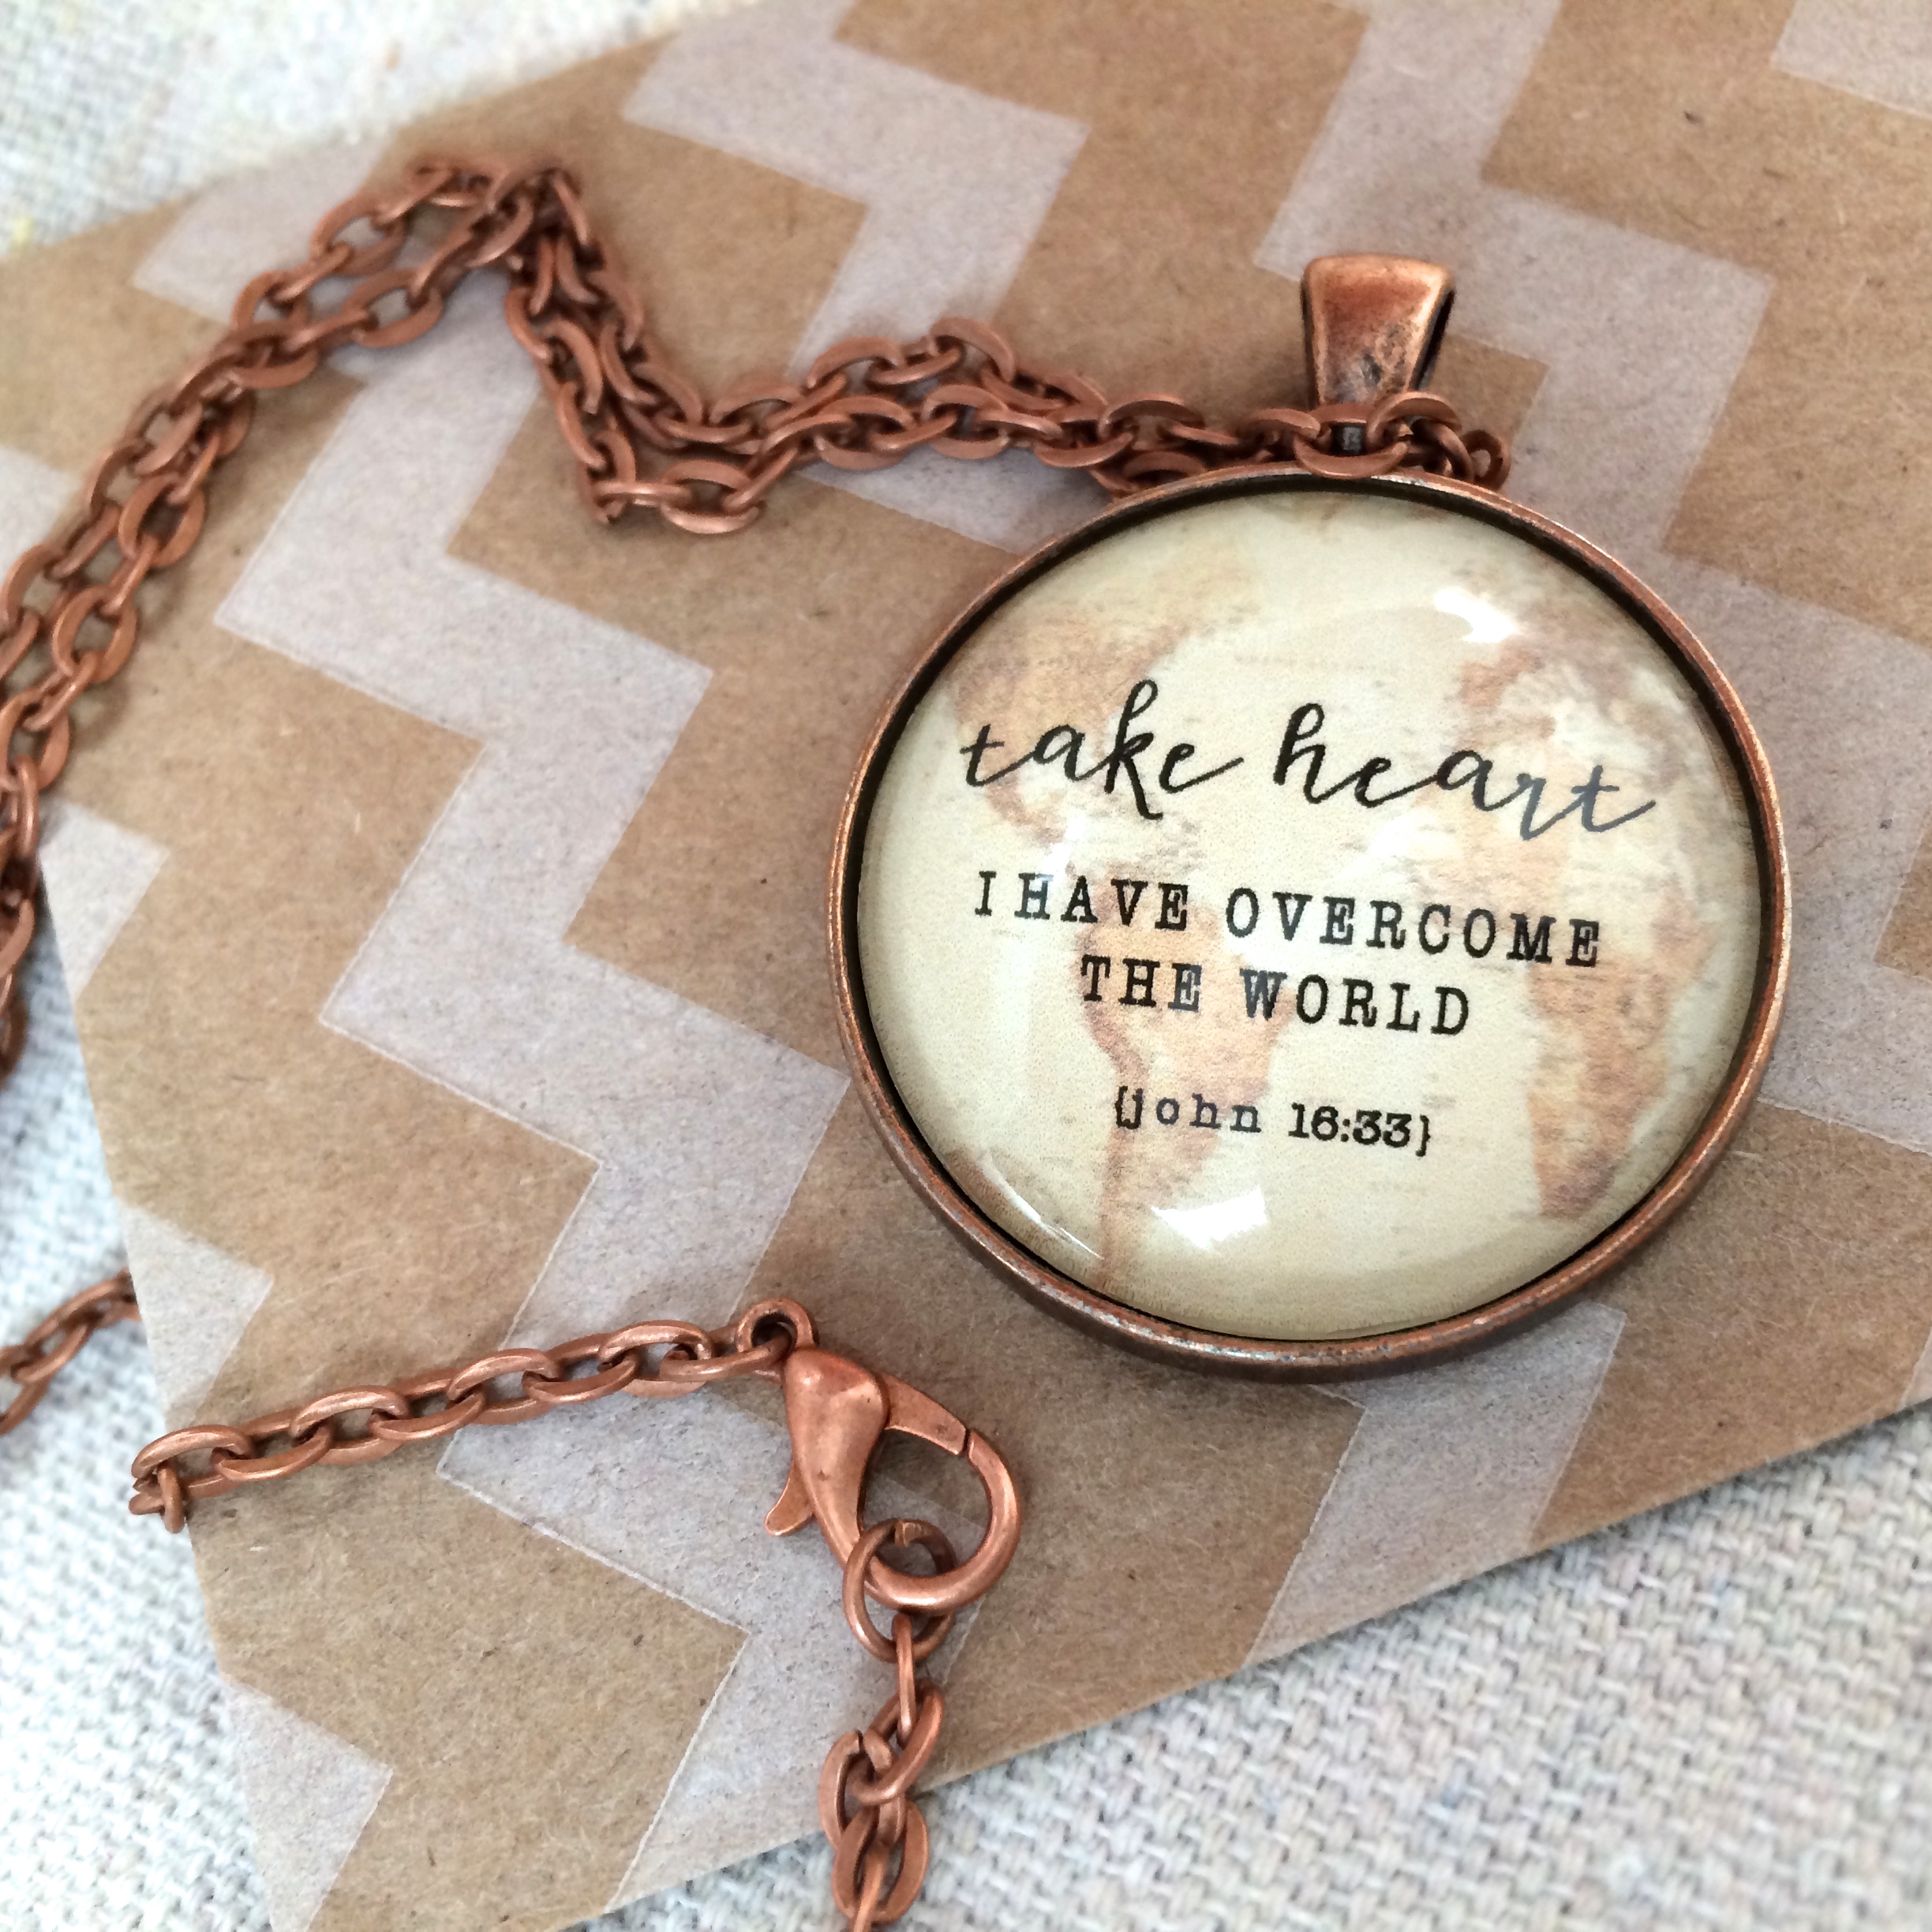 take heart
I HAVE OVERCOME
THE WORLD
{john 16:33}